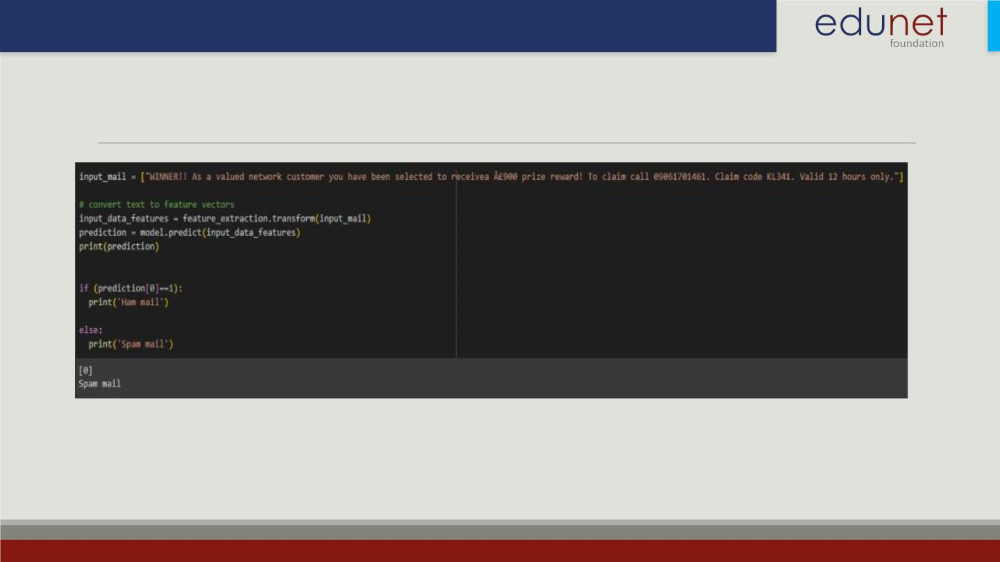 edunet
foundation
input_mail = ["WINNER!! As a valued network customer you have been selected to receivea Â£900 prize reward! To claim call 09061701461. Claim code KL341. Valid 12 hours only."]
# convert text to feature vectors
input_data_features = feature_extraction.transform(input_mail)
prediction = model.predict(input_data_features)
print(prediction)
if (prediction[0]==1):
print('Ham mail')
else:
print('Spam mail')
[0]
Spam mail